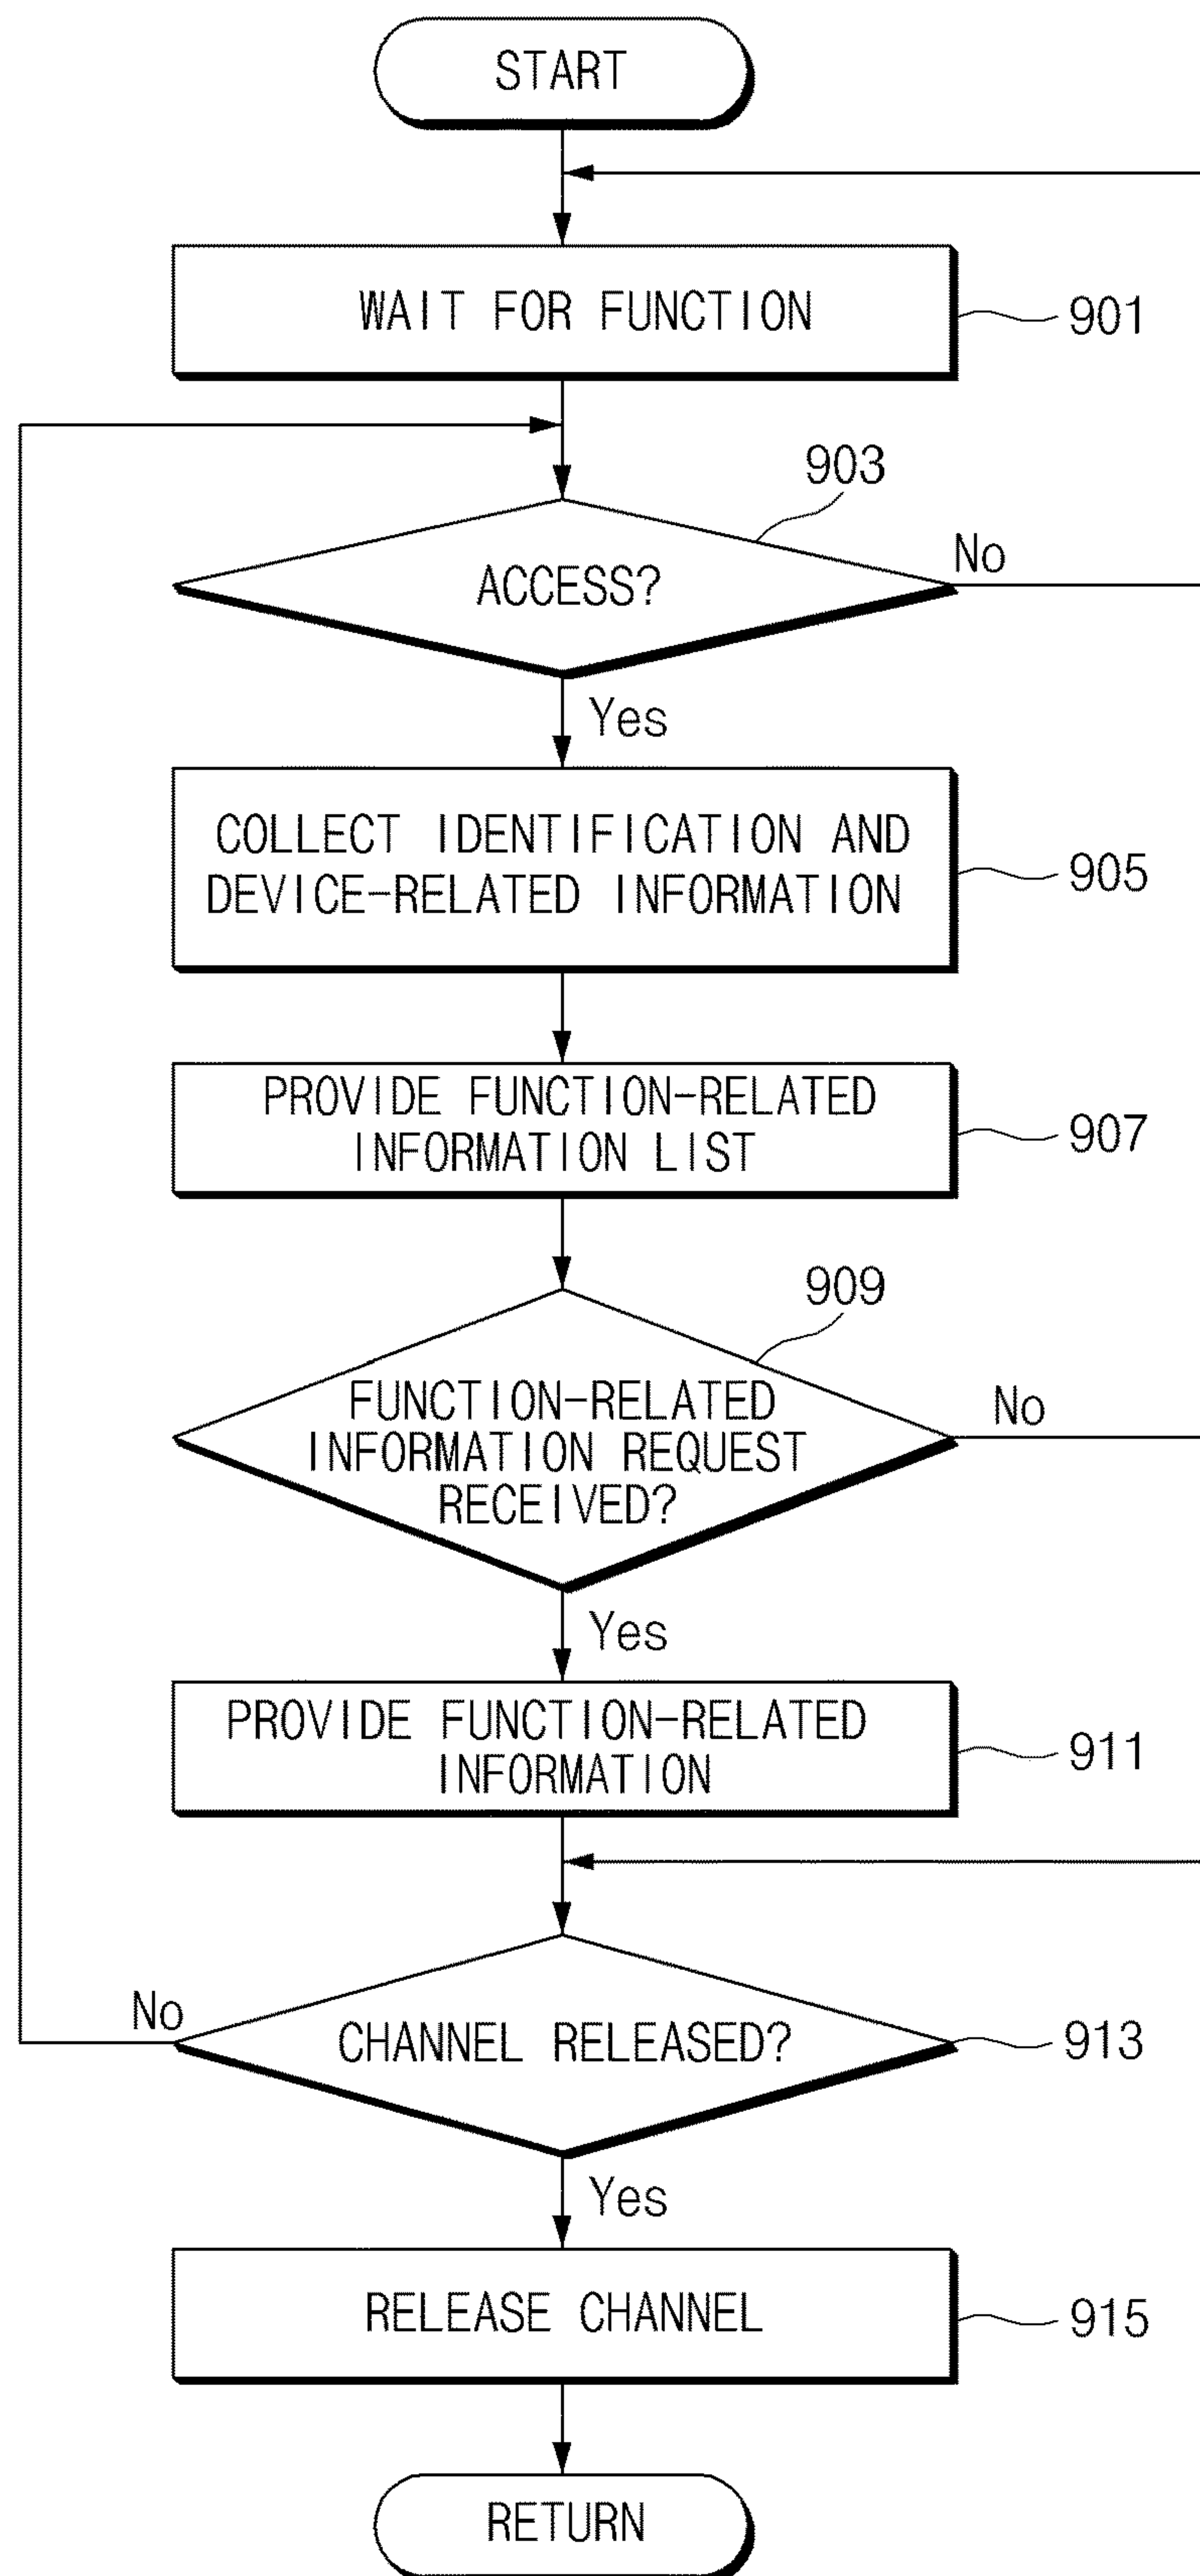 START
WAIT FOR FUNCTION
901
903
ACCESS?
No
Yes
COLLECT IDENTIFICATION AND
DEVICE-RELATED INFORMATION
905
PROVIDE FUNCTION-RELATED
INFORMATION LIST
907
909
FUNCTION-RELATED
INFORMATION REQUEST
RECEIVED?
No
Yes
PROVIDE FUNCTION-RELATED
INFORMATION
911
No
CHANNEL RELEASED?
913
Yes
RELEASE CHANNEL
915
RETURN